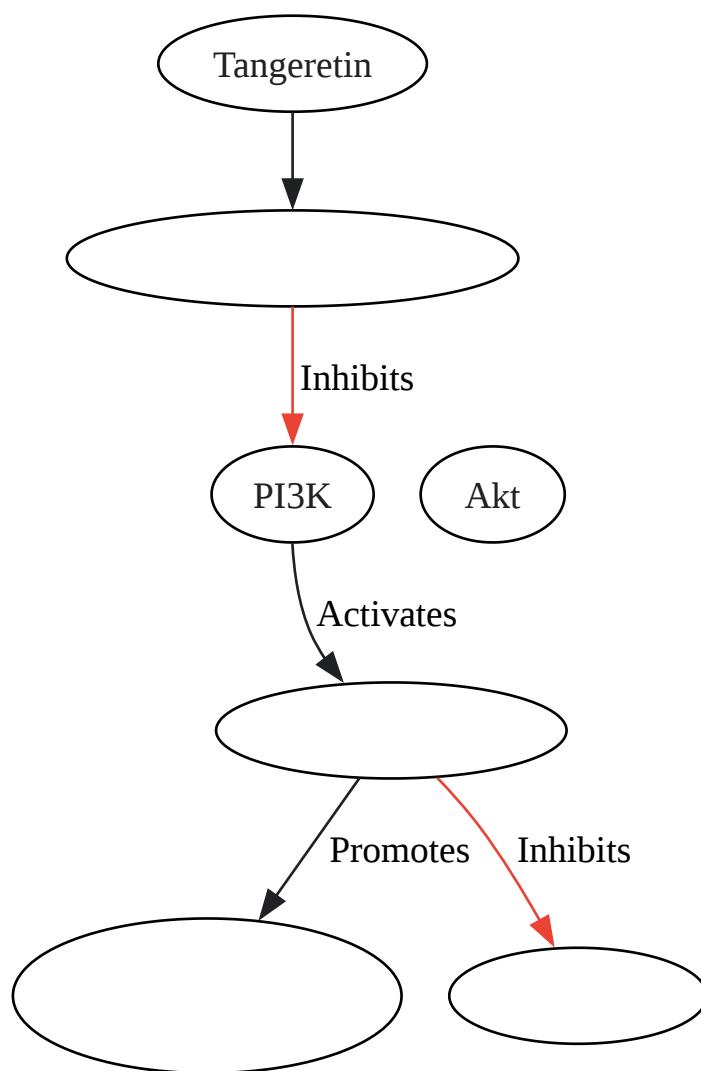 Tangeretin
Inhibits
PI3K
Akt
Activates
Promotes
Inhibits